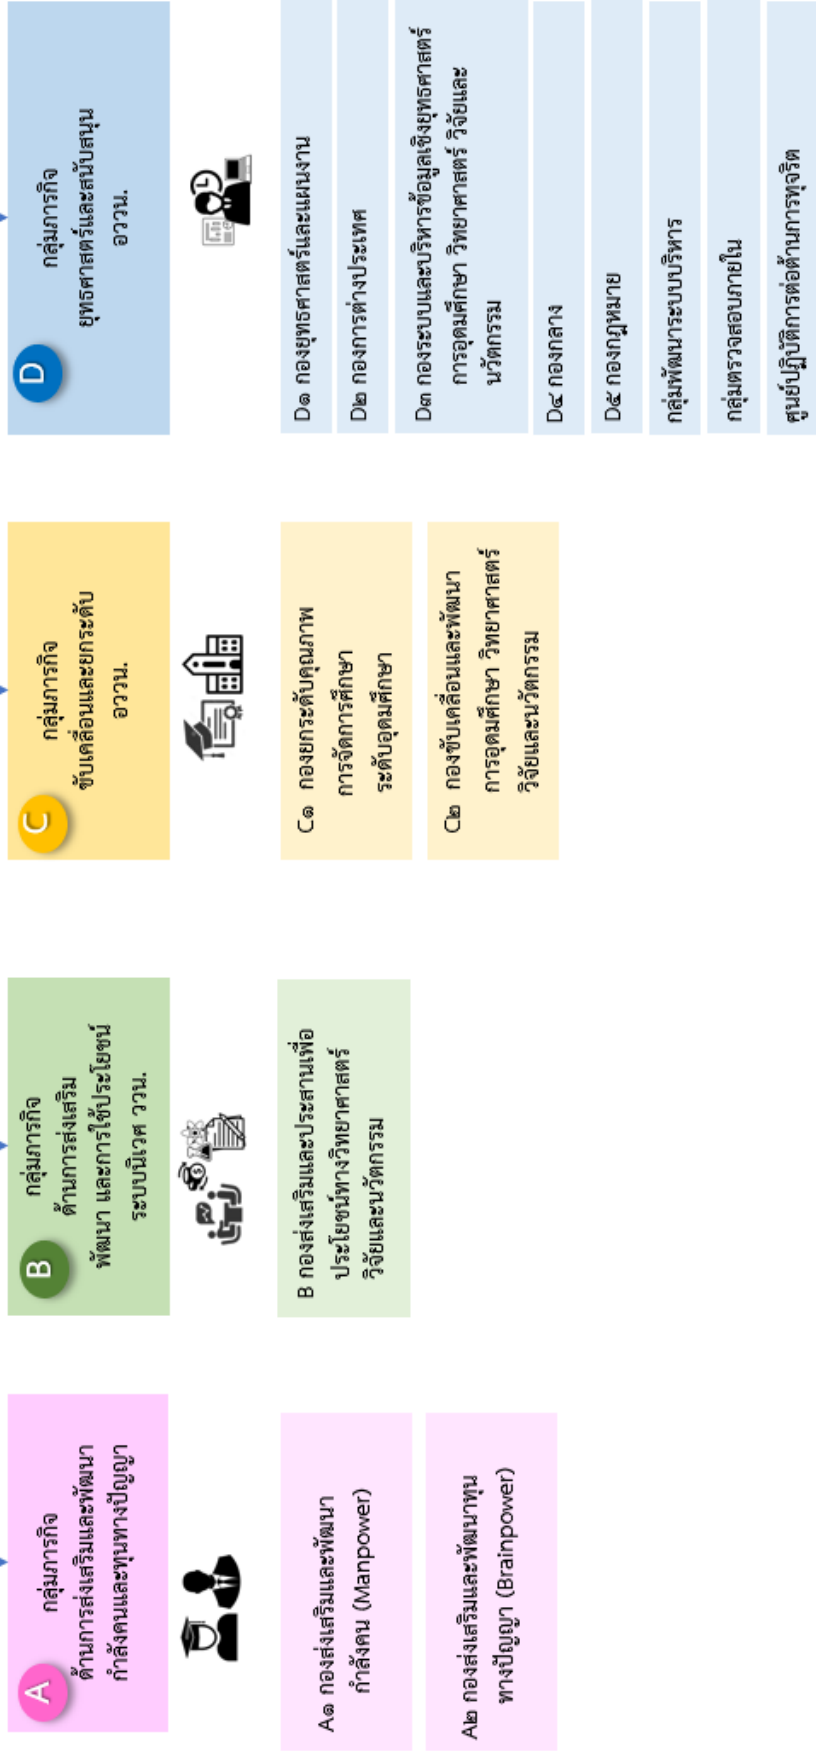 A
กลุ่มภารกิจ
ด้านการส่งเสริมและพัฒนา
กำลังคนและทุนทางปัญญา
A๑ กองส่งเสริมและพัฒนา
กำลังคน (Manpower)
A๒ กองส่งเสริมและพัฒนาทุน
ทางปัญญา (Brainpower)
B
กลุ่มภารกิจ
ด้านการส่งเสริม
พัฒนา และการใช้ประโยชน์
ระบบนิเวศ ววน.
B กองส่งเสริมและประสานเพื่อ
ประโยชน์ทางวิทยาศาสตร์
วิจัยและนวัตกรรม
C
กลุ่มภารกิจ
ขับเคลื่อนและยกระดับ
อววน.
C๑ กองยกระดับคุณภาพ
การจัดการศึกษา
ระดับอุดมศึกษา
C๒ กองขับเคลื่อนและพัฒนา
การอุดมศึกษา วิทยาศาสตร์
วิจัยและนวัตกรรม
D
กลุ่มภารกิจ
ยุทธศาสตร์และสนับสนุน
อววน.
D๑ กองยุทธศาสตร์และแผนงาน
D๒ กองการต่างประเทศ
D๓ กองระบบและบริหารข้อมูลเชิงยุทธศาสตร์
การอุดมศึกษา วิทยาศาสตร์ วิจัยและ
นวัตกรรม
D๔ กองกลาง
D๕ กองกฎหมาย
กลุ่มพัฒนาระบบบริหาร
กลุ่มตรวจสอบภายใน
ศูนย์ปฏิบัติการต่อต้านการทุจริต